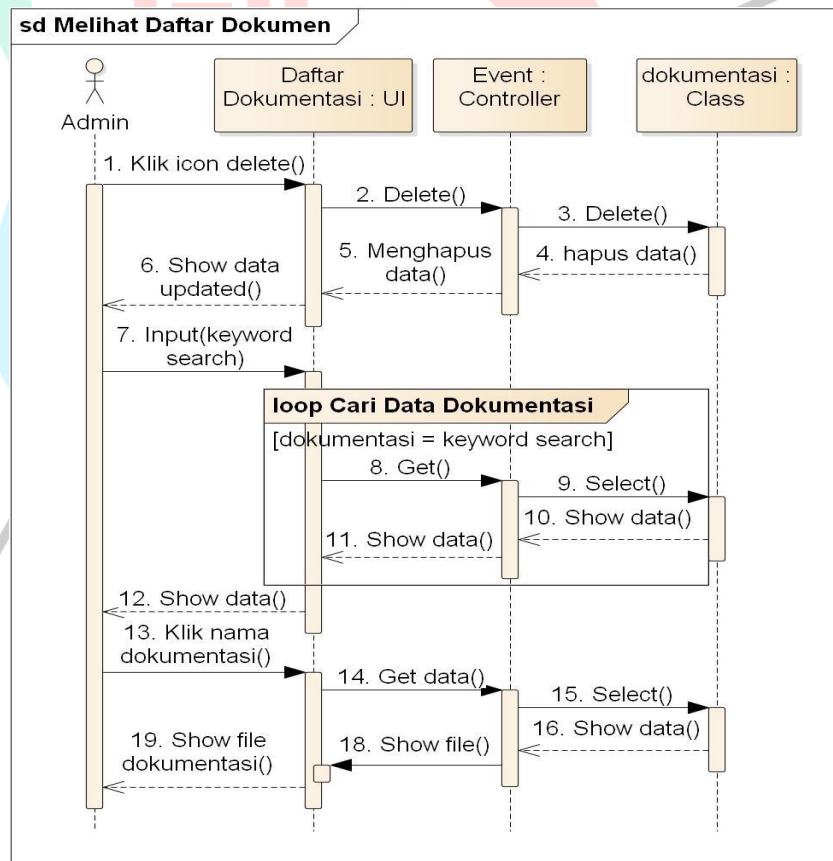 sd Melihat Daftar Dokumen
Admin
Daftar
Dokumentasi : UI
Event :
Controller
dokumentasi :
Class
1. Klik icon delete()
2. Delete()
3. Delete()
4. hapus data()
5. Menghapus
data()
6. Show data
updated()
7. Input(keyword
search)
loop Cari Data Dokumentasi
[dokumentasi = keyword search]
8. Get()
9. Select()
10. Show data()
11. Show data()
12. Show data()
13. Klik nama
dokumentasi()
14. Get data()
15. Select()
16. Show data()
18. Show file()
19. Show file
dokumentasi()